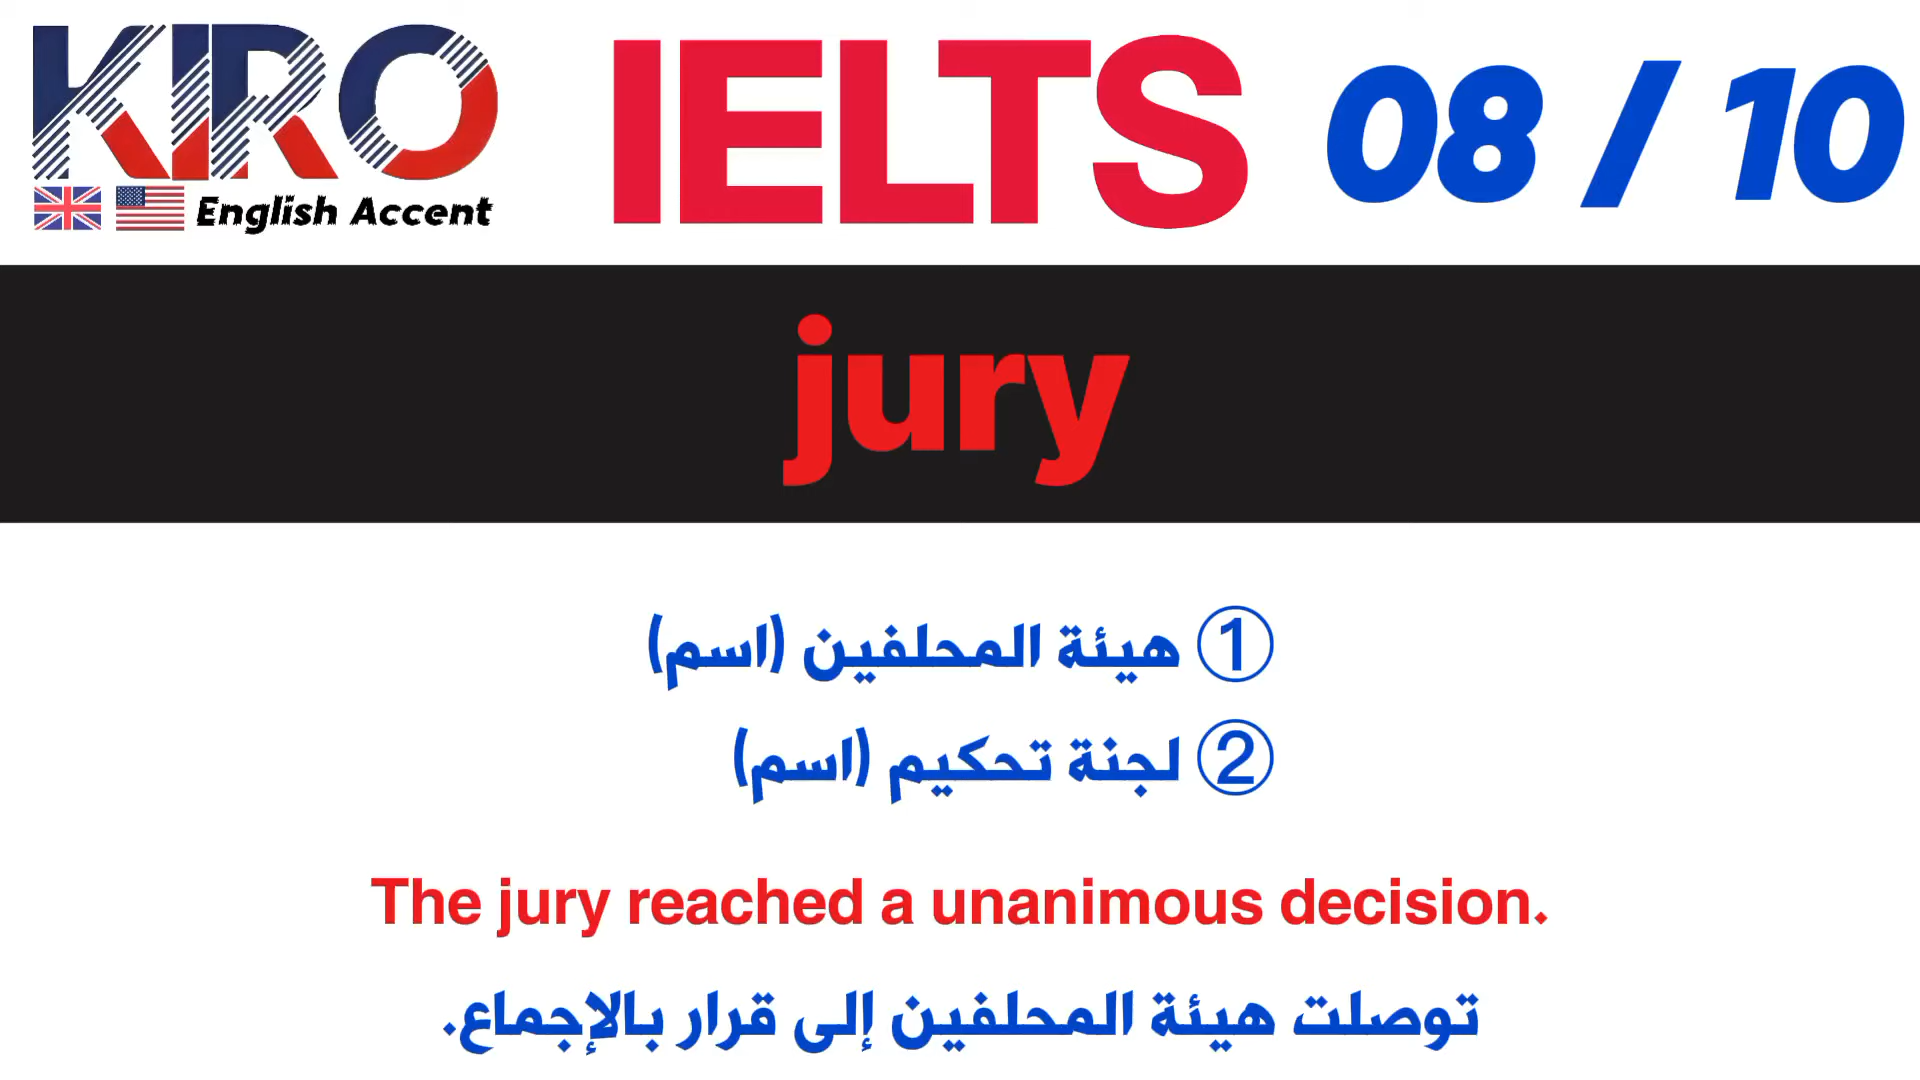 KIRO
English Accent
IELTS
08 / 10
jury
① هيئة المحلفين (اسم)
② لجنة تحكيم (اسم)
The jury reached a unanimous decision.
توصلت هيئة المحلفين إلى قرار بالإجماع.